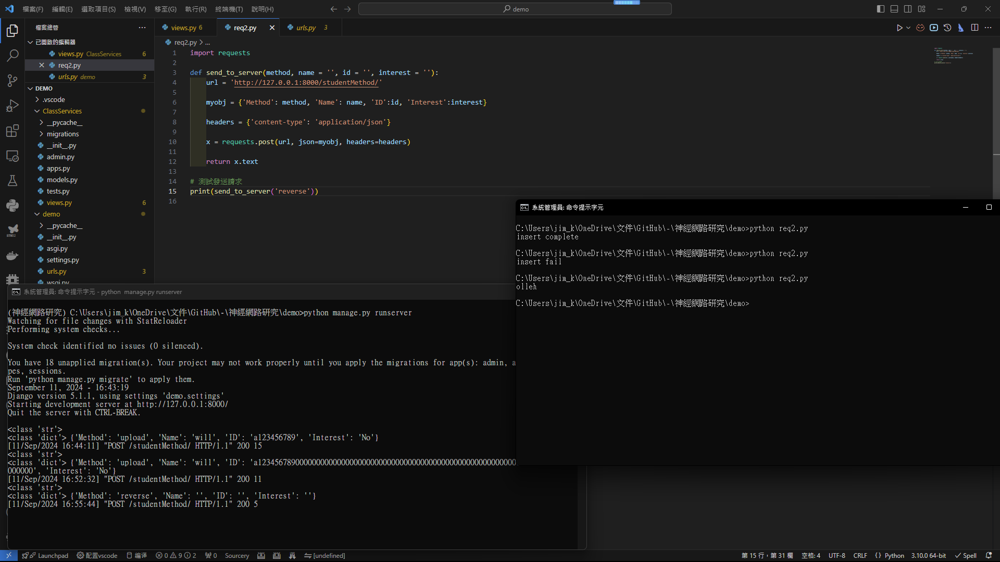 檔案(F) 編輯(E) 選取項目(S) 檢視(V) 移至(G) 執行(R) 終端機(T) 說明(H) demo
檔案總管
已開啟的編輯器
views.py ClassServices 6
req2.py
urls.py demo 3
DEMO
.vscode
ClassServices
__pycache__
migrations
__init__.py
admin.py
apps.py
models.py
tests.py
views.py 6
demo
__pycache__
__init__.py
asgi.py
settings.py
urls.py 3
wsgi.py
views.py 6 req2.py urls.py 3
req2.py > ...
1 import requests
2
3 def send_to_server(method, name = '', id = '', interest = ''):
4 url = 'http://127.0.0.1:8000/studentMethod/'
5
6 myobj = {'Method': method, 'Name': name, 'ID':id, 'Interest':interest}
7
8 headers = {'content-type': 'application/json'}
9
10 x = requests.post(url, json=myobj, headers=headers)
11
12 return x.text
13
14 # 測試發送請求
15 print(send_to_server('reverse'))
16
系統管理員: 命令提示字元
C:\Users\jim_k\OneDrive\文件\GitHub\-\神經網路研究\demo>python req2.py
insert complete
C:\Users\jim_k\OneDrive\文件\GitHub\-\神經網路研究\demo>python req2.py
insert fail
C:\Users\jim_k\OneDrive\文件\GitHub\-\神經網路研究\demo>python req2.py
olleh
C:\Users\jim_k\OneDrive\文件\GitHub\-\神經網路研究\demo>
系統管理員: 命令提示字元 - python manage.py runserver
(神經網路研究) C:\Users\jim_k\OneDrive\文件\GitHub\-\神經網路研究\demo>python manage.py runserver
Watching for file changes with StatReloader
Performing system checks...
System check identified no issues (0 silenced).
You have 18 unapplied migration(s). Your project may not work properly until you apply the migrations for app(s): admin, a
pes, sessions.
Run 'python manage.py migrate' to apply them.
September 11, 2024 - 16:43:19
Django version 5.1.1, using settings 'demo.settings'
Starting development server at http://127.0.0.1:8000/
Quit the server with CTRL-BREAK.
<class 'str'>
<class 'dict'> {'Method': 'upload', 'Name': 'will', 'ID': 'a123456789', 'Interest': 'No'}
[11/Sep/2024 16:44:11] "POST /studentMethod/ HTTP/1.1" 200 15
<class 'str'>
<class 'dict'> {'Method': 'upload', 'Name': 'will', 'ID': 'a12345678900000000000000000000000000000000000000000000000000000
000000', 'Interest': 'No'}
[11/Sep/2024 16:52:32] "POST /studentMethod/ HTTP/1.1" 200 11
<class 'str'>
<class 'dict'> {'Method': 'reverse', 'Name': '', 'ID': '', 'Interest': ''}
[11/Sep/2024 16:55:44] "POST /studentMethod/ HTTP/1.1" 200 5
STM32
Launchpad 配置vscode 编译 0 9 2 0 Sourcery [undefined] 第 15 行，第 31 欄 空格: 4 UTF-8 CRLF {} Python 3.10.0 64-bit Spell